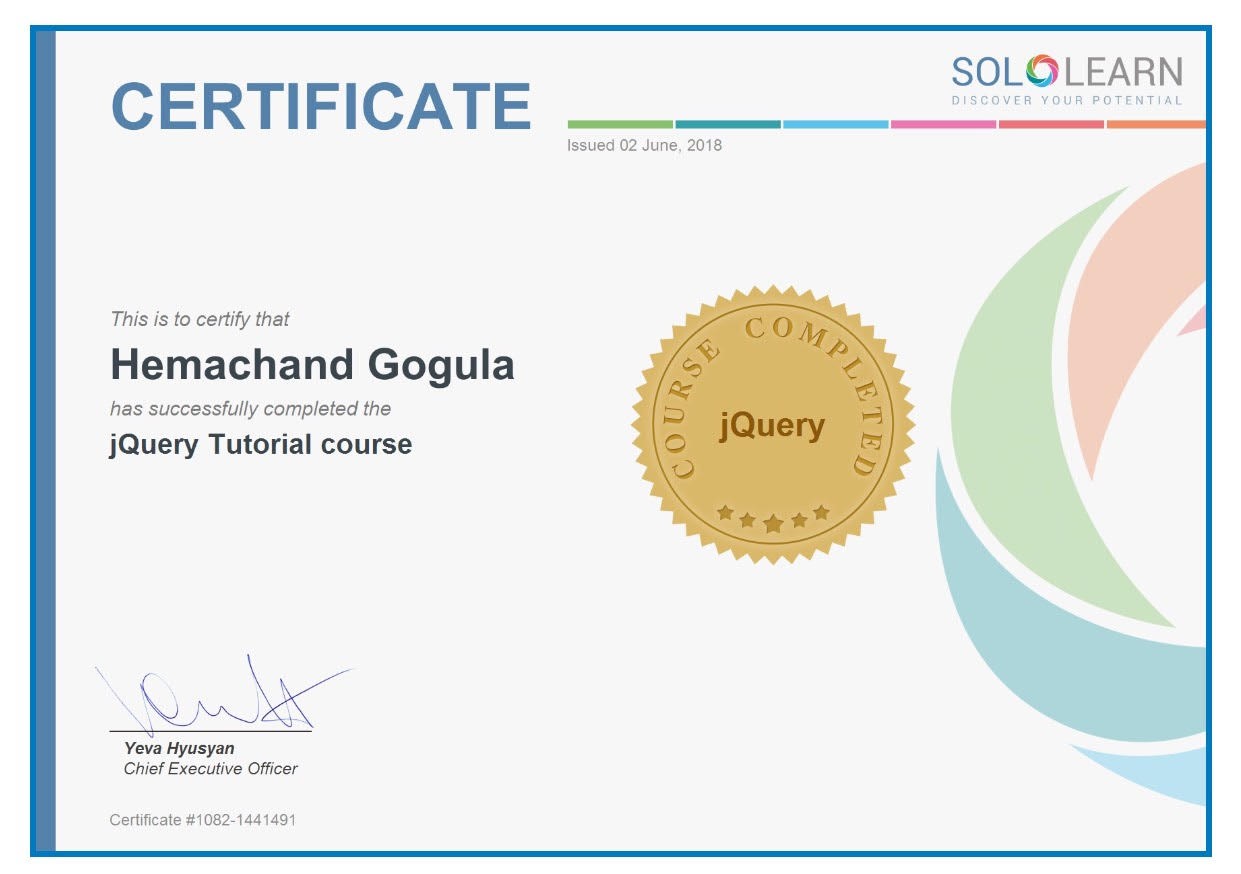 CERTIFICATE
SOLOLEARN
DISCOVER YOUR POTENTIAL
Issued 02 June, 2018
This is to certify that
Hemachand Gogula
has successfully completed the
jQuery Tutorial course
COURSE COMPLETED
jQuery
Yeva Hyusyan
Chief Executive Officer
Certificate #1082-1441491